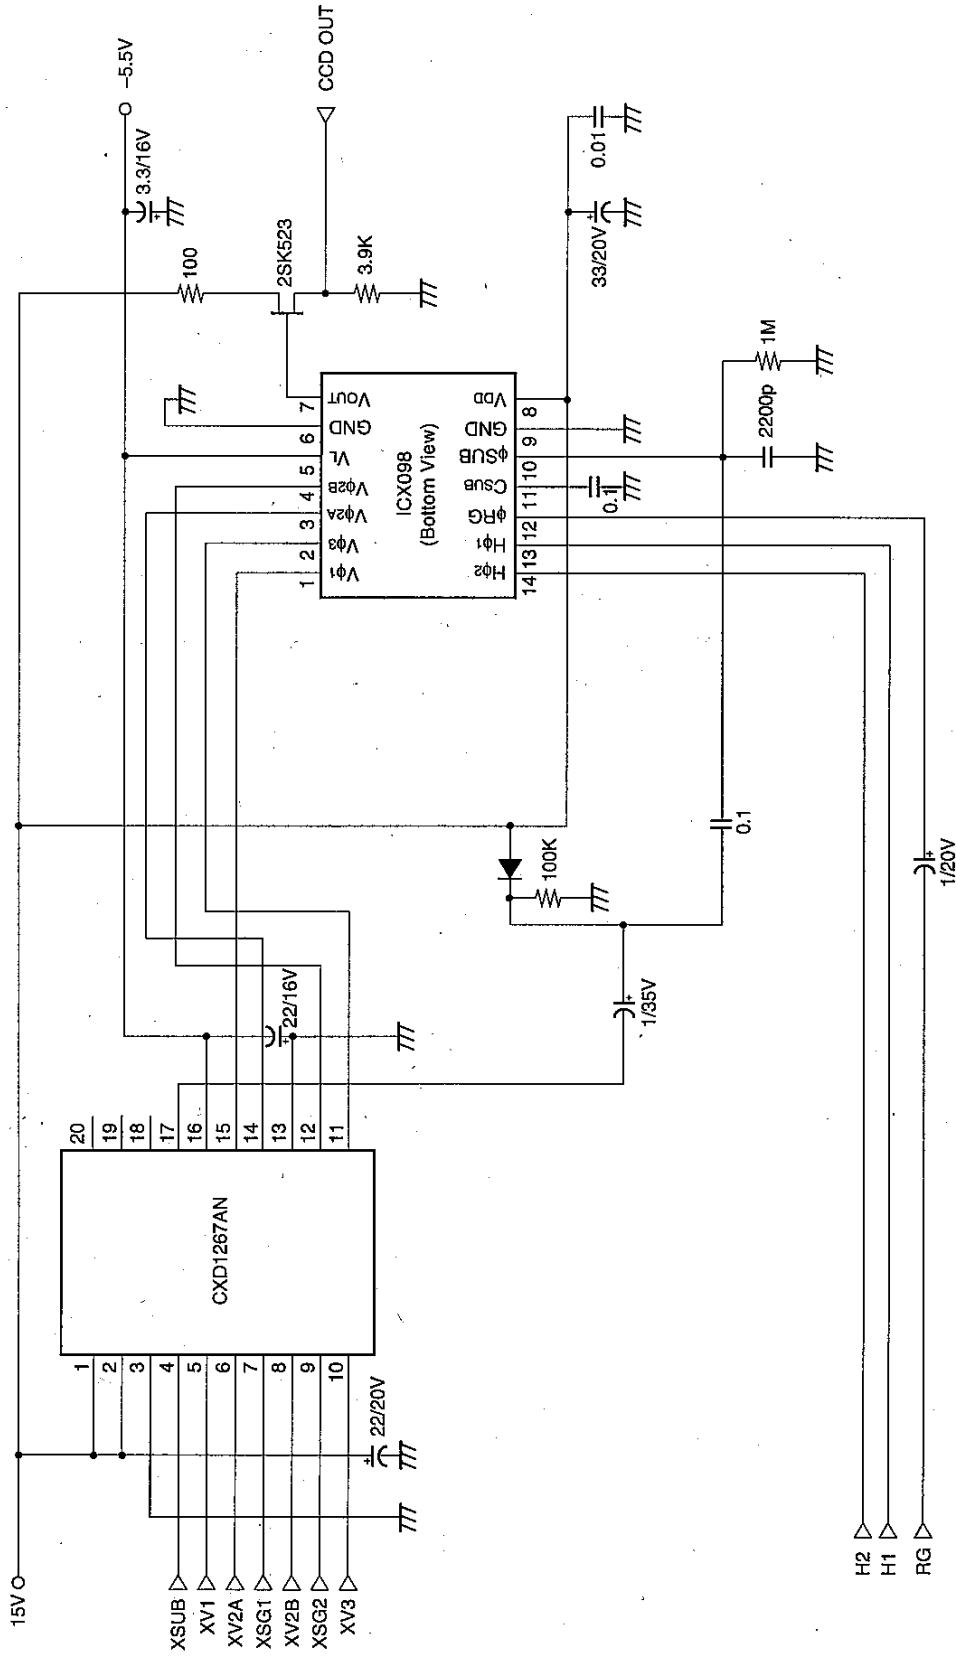 15V
XSUB
XV1
XV2A
XSG1
XV2B
XSG2
XV3
22/20V
1
2
3
4
5
6
7
8
9
10
CXD1267AN
20
19
18
17
16
15
14
13
12
11
22/16V
1/35V
100K
0.1
1/20V
H2
H1
RG
ICX098
(Bottom View)
1
2
3
4
5
6
7
Vϕ1
Vϕ3
Vϕ2A
Vϕ2B
VL
GND
VOUT
14
13
12
11
10
9
8
Hϕ2
Hϕ1
ϕRG
CSUB
ϕSUB
GND
VDD
0.1
2200p
1M
33/20V
0.01
100
2SK523
3.9K
3.3/16V
−5.5V
CCD OUT